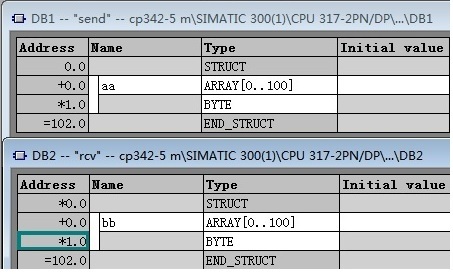 DB1 -- "send" -- cp342-5 m\SIMATIC 300(1)\CPU 317-2PN/DP\...\DB1
Address Name Type Initial value
0.0 STRUCT
+0.0 aa ARRAY[0..100]
*1.0 BYTE
=102.0 END_STRUCT
DB2 -- "rcv" -- cp342-5 m\SIMATIC 300(1)\CPU 317-2PN/DP\...\DB2
Address Name Type Initial value
*0.0 STRUCT
+0.0 bb ARRAY[0..100]
*1.0 BYTE
=102.0 END_STRUCT